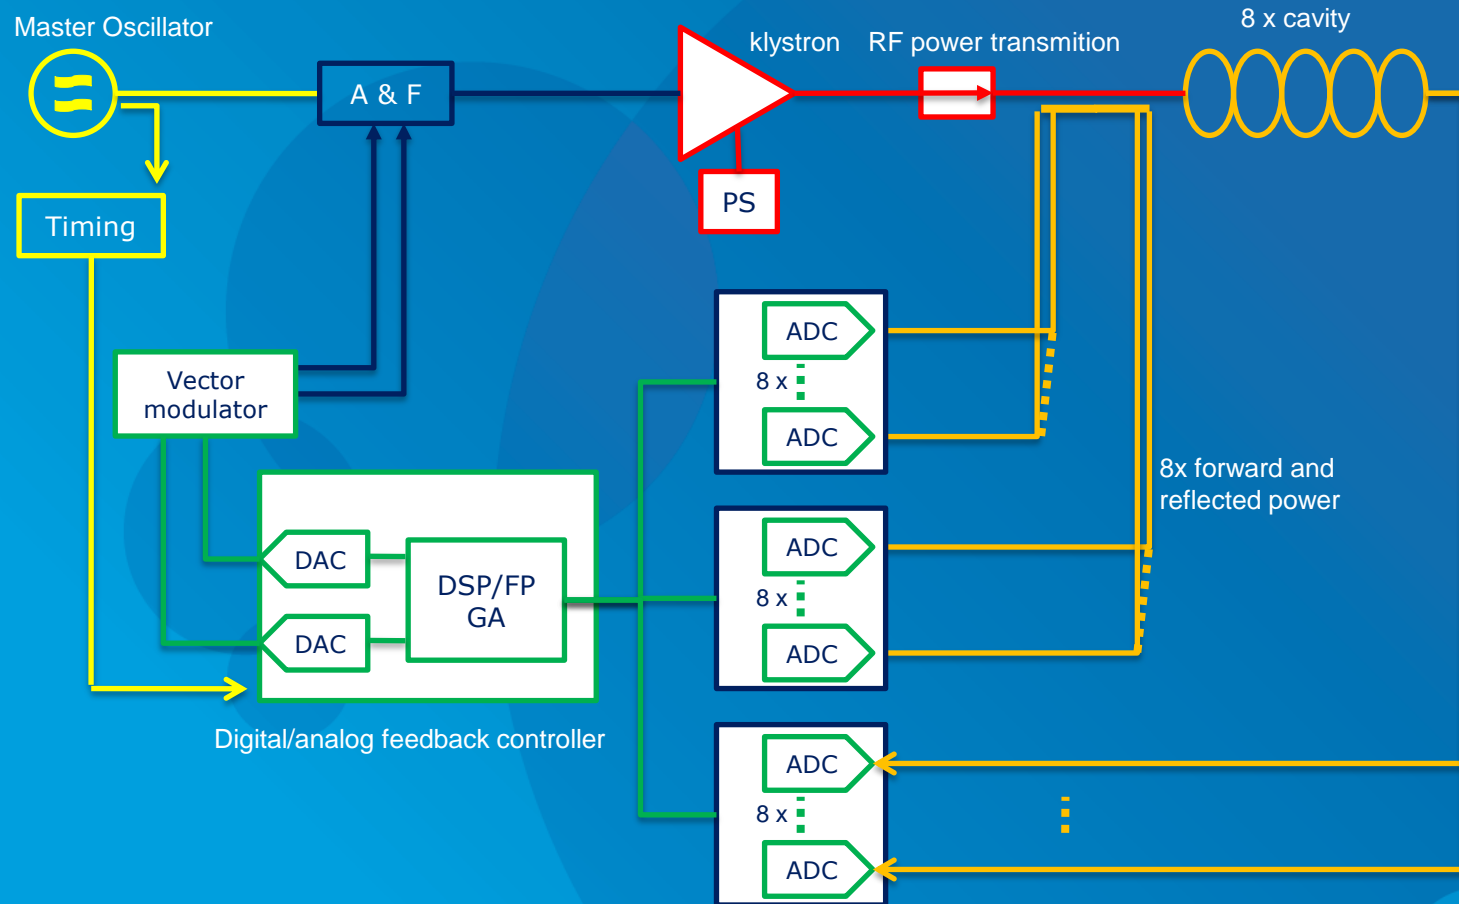 8 x cavity
Master Oscillator
klystron
RF power transmition
A & F
PS
Timing
ADC
8 x
ADC
Vector
modulator
8x forward and
reflected power
ADC
8 x
ADC
DAC
DSP/FP
GA
DAC
Digital/analog feedback controller
ADC
8 x
ADC